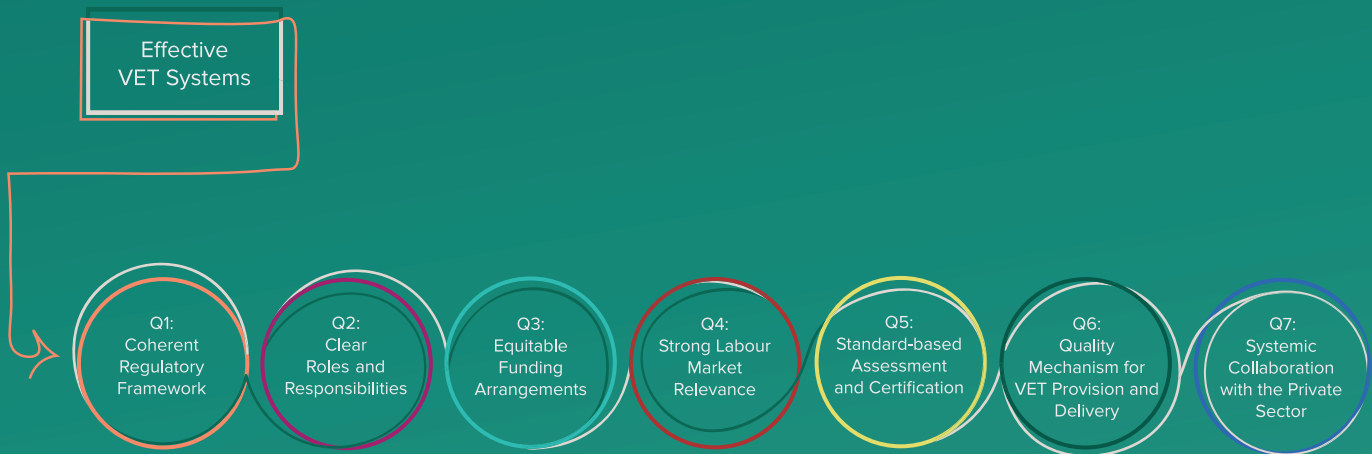 Effective
VET Systems
Q1:
Coherent
Regulatory
Framework
Q2:
Clear
Roles and
Responsibilities
Q3:
Equitable
Funding
Arrangements
Q4:
Strong Labour
Market
Relevance
Q5:
Standard-based
Assessment
and Certification
Q6:
Quality
Mechanism for
VET Provision and
Delivery
Q7:
Systemic
Collaboration
with the Private
Sector